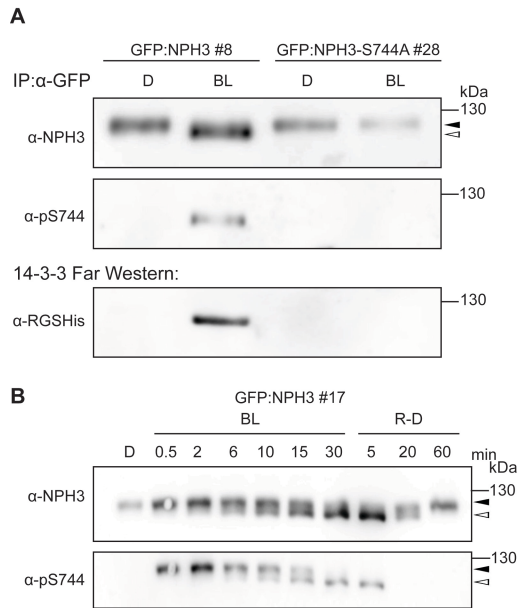 A
GFP:NPH3 #8 GFP:NPH3-S744A #28
IP:α-GFP D BL D BL
kDa
α-NPH3 130
α-pS744 130
14-3-3 Far Western:
α-RGSHis 130
B
GFP:NPH3 #17
BL R-D
D 0.5 2 6 10 15 30 5 20 60 min
kDa
α-NPH3 130
α-pS744 130